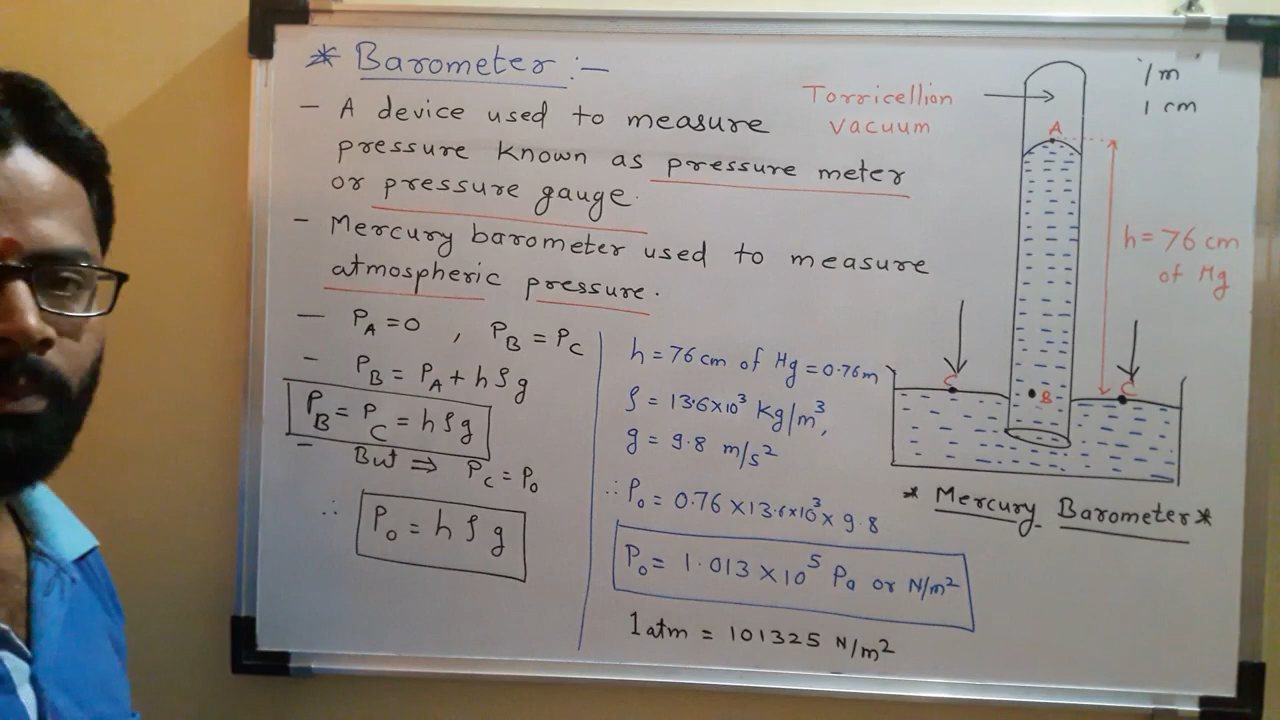 * Barometer :-
- A device used to measure
pressure known as pressure meter
or pressure gauge.
- Mercury barometer used to measure
atmospheric pressure.
- P_A = 0 , P_B = P_C
- P_B = P_A + hρg
P_B = P_C = hρg
- But ⇒ P_C = P_0
∴ P_0 = hρg
h = 76 cm of Hg = 0.76m
ρ = 13.6×10³ kg/m³,
g = 9.8 m/s²
∴ P_0 = 0.76 × 13.6×10³ × 9.8
P_0 = 1.013 × 10⁵ Pa or N/m²
1 atm = 101325 N/m²
Torricellion
vacuum
1m
1 cm
A
h = 76 cm
of Hg
C
B
C
* Mercury Barometer *